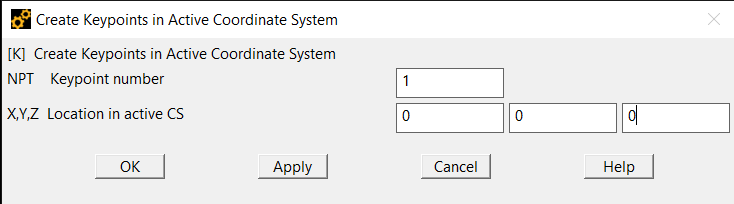 Create Keypoints in Active Coordinate System
[K] Create Keypoints in Active Coordinate System
NPT Keypoint number 1
X,Y,Z Location in active CS 0 0 0
OK Apply Cancel Help